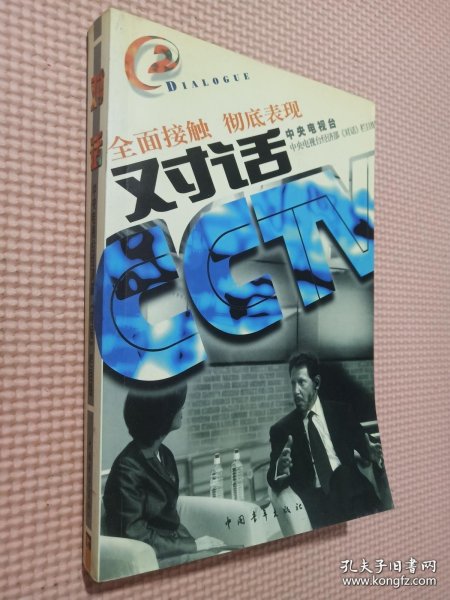 DIALOGUE
全面接触 彻底表现
中央电视台
中央电视台经济部《对话》栏目组
对话
CCTV
中国青年出版社
对话
孔夫子旧书网
www.kongfz.com